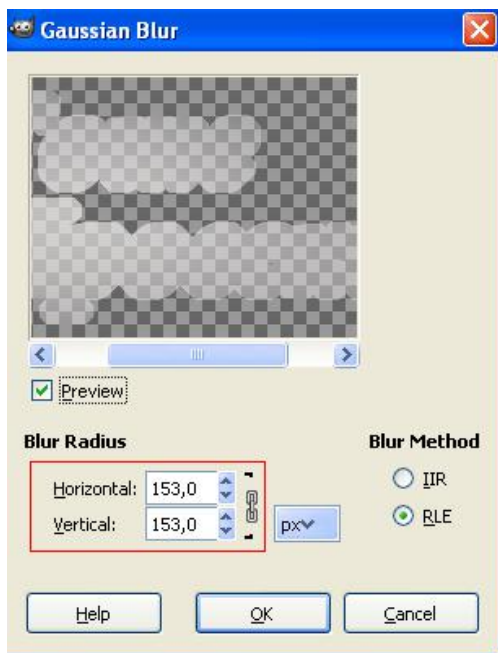 Gaussian Blur
Preview
Blur Radius
Blur Method
Horizontal: 153,0
Vertical: 153,0
px
IIR
RLE
Help
OK
Cancel